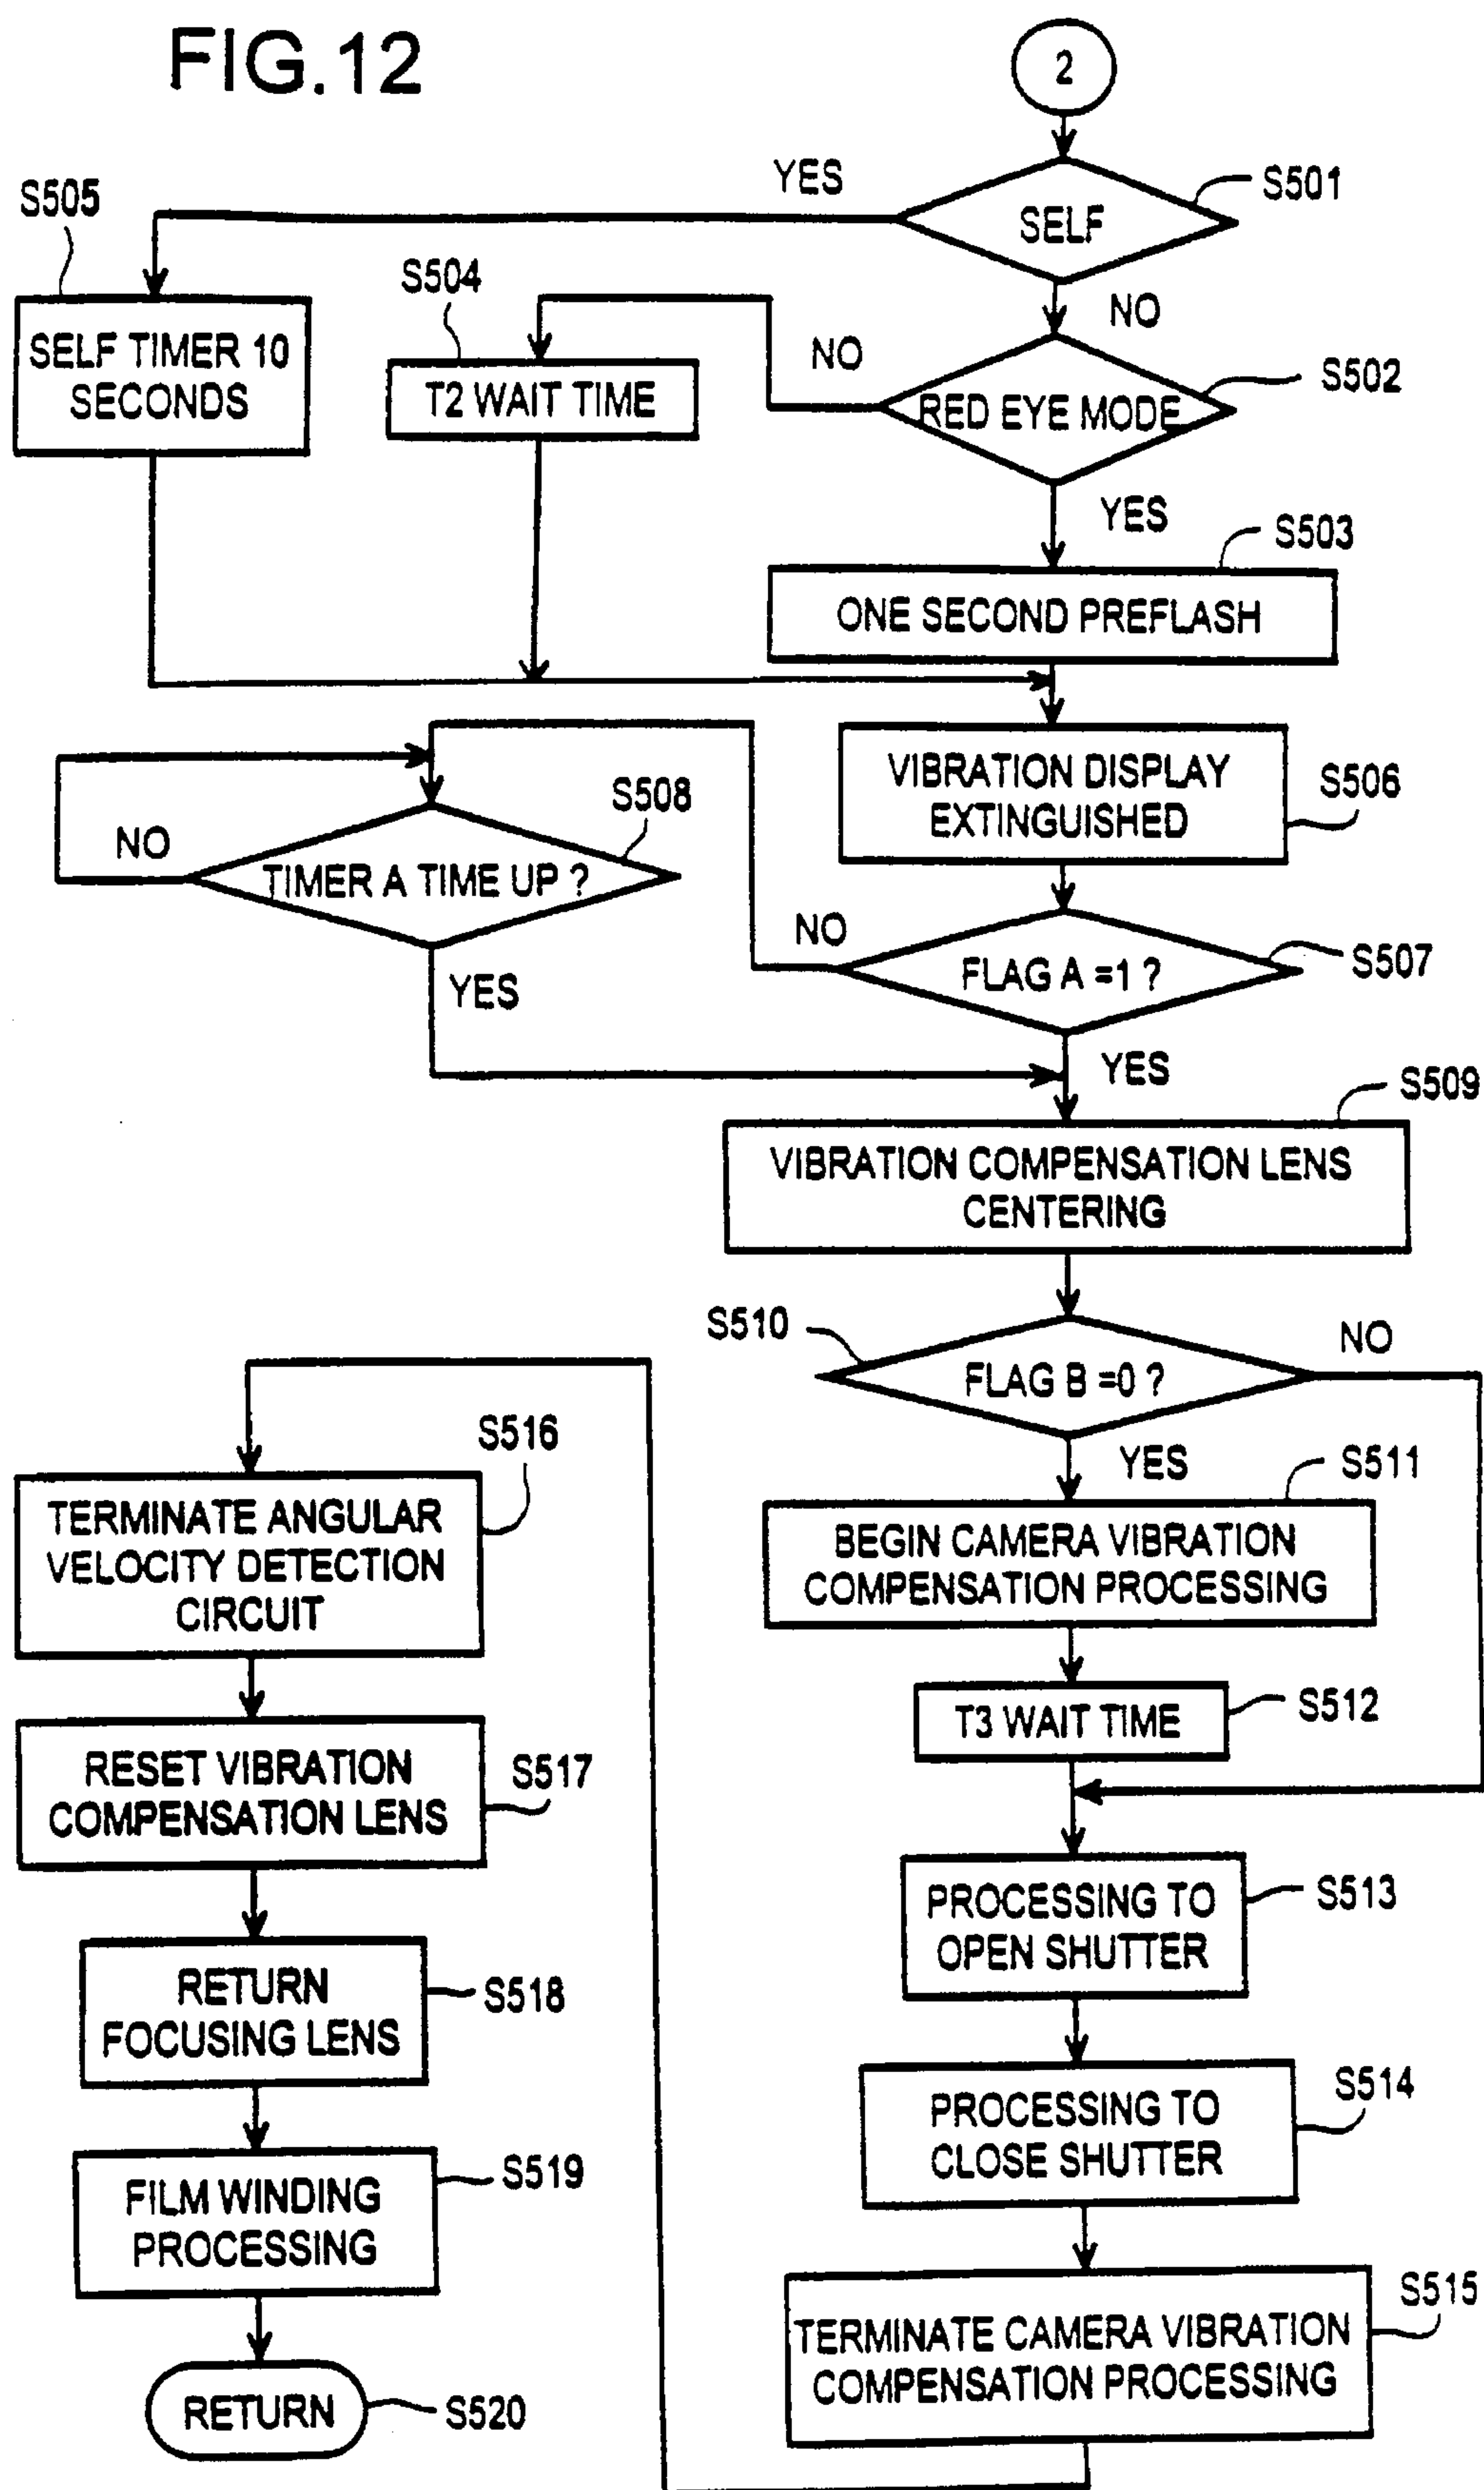 FIG.12
2
YES
S501
SELF
S505
S504
NO
SELF TIMER 10
SECONDS
T2 WAIT TIME
NO
S502
RED EYE MODE
YES
S503
ONE SECOND PREFLASH
VIBRATION DISPLAY
EXTINGUISHED
S506
S508
NO
TIMER A TIME UP ?
YES
NO
FLAG A =1 ?
S507
YES
S509
VIBRATION COMPENSATION LENS
CENTERING
S510
FLAG B =0 ?
NO
YES
S511
BEGIN CAMERA VIBRATION
COMPENSATION PROCESSING
T3 WAIT TIME
S512
PROCESSING TO
OPEN SHUTTER
S513
PROCESSING TO
CLOSE SHUTTER
S514
S515
TERMINATE CAMERA VIBRATION
COMPENSATION PROCESSING
S516
TERMINATE ANGULAR
VELOCITY DETECTION
CIRCUIT
RESET VIBRATION
COMPENSATION LENS
S517
RETURN
FOCUSING LENS
S518
FILM WINDING
PROCESSING
S519
RETURN
S520